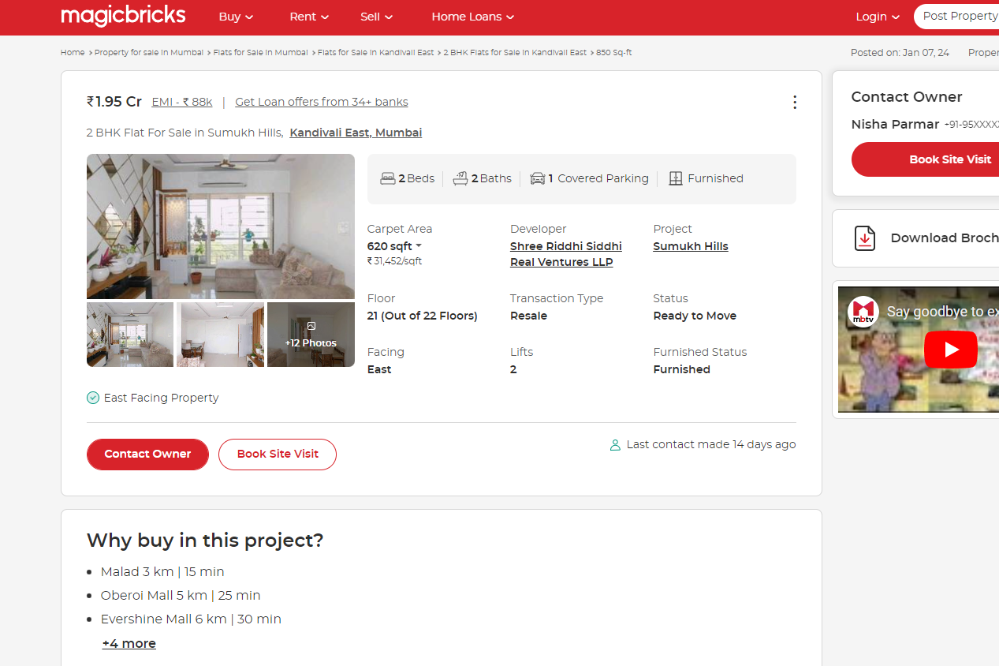 magicbricks
Buy
Rent
Sell
Home Loans
Login
Post Property
Home > Property for sale in Mumbai > Flats for Sale in Mumbai > Flats for Sale in Kandivali East > 2 BHK Flats for Sale in Kandivali East > 850 Sq-ft
Posted on: Jan 07, 24
₹1.95 Cr EMI - ₹ 88k | Get Loan offers from 34+ banks
2 BHK Flat For Sale in Sumukh Hills, Kandivali East, Mumbai
2 Beds
2 Baths
1 Covered Parking
Furnished
Carpet Area
620 sqft
₹ 31,452/sqft
Developer
Shree Riddhi Siddhi
Real Ventures LLP
Project
Sumukh Hills
Floor
21 (Out of 22 Floors)
Transaction Type
Resale
Status
Ready to Move
Facing
East
Lifts
2
Furnished Status
Furnished
+12 Photos
East Facing Property
Contact Owner
Book Site Visit
Last contact made 14 days ago
Why buy in this project?
• Malad 3 km | 15 min
• Oberoi Mall 5 km | 25 min
• Evershine Mall 6 km | 30 min
+4 more
Contact Owner
Nisha Parmar +91-95XXXX
Book Site Visit
Download Broch
mbtv
Say goodbye to ex